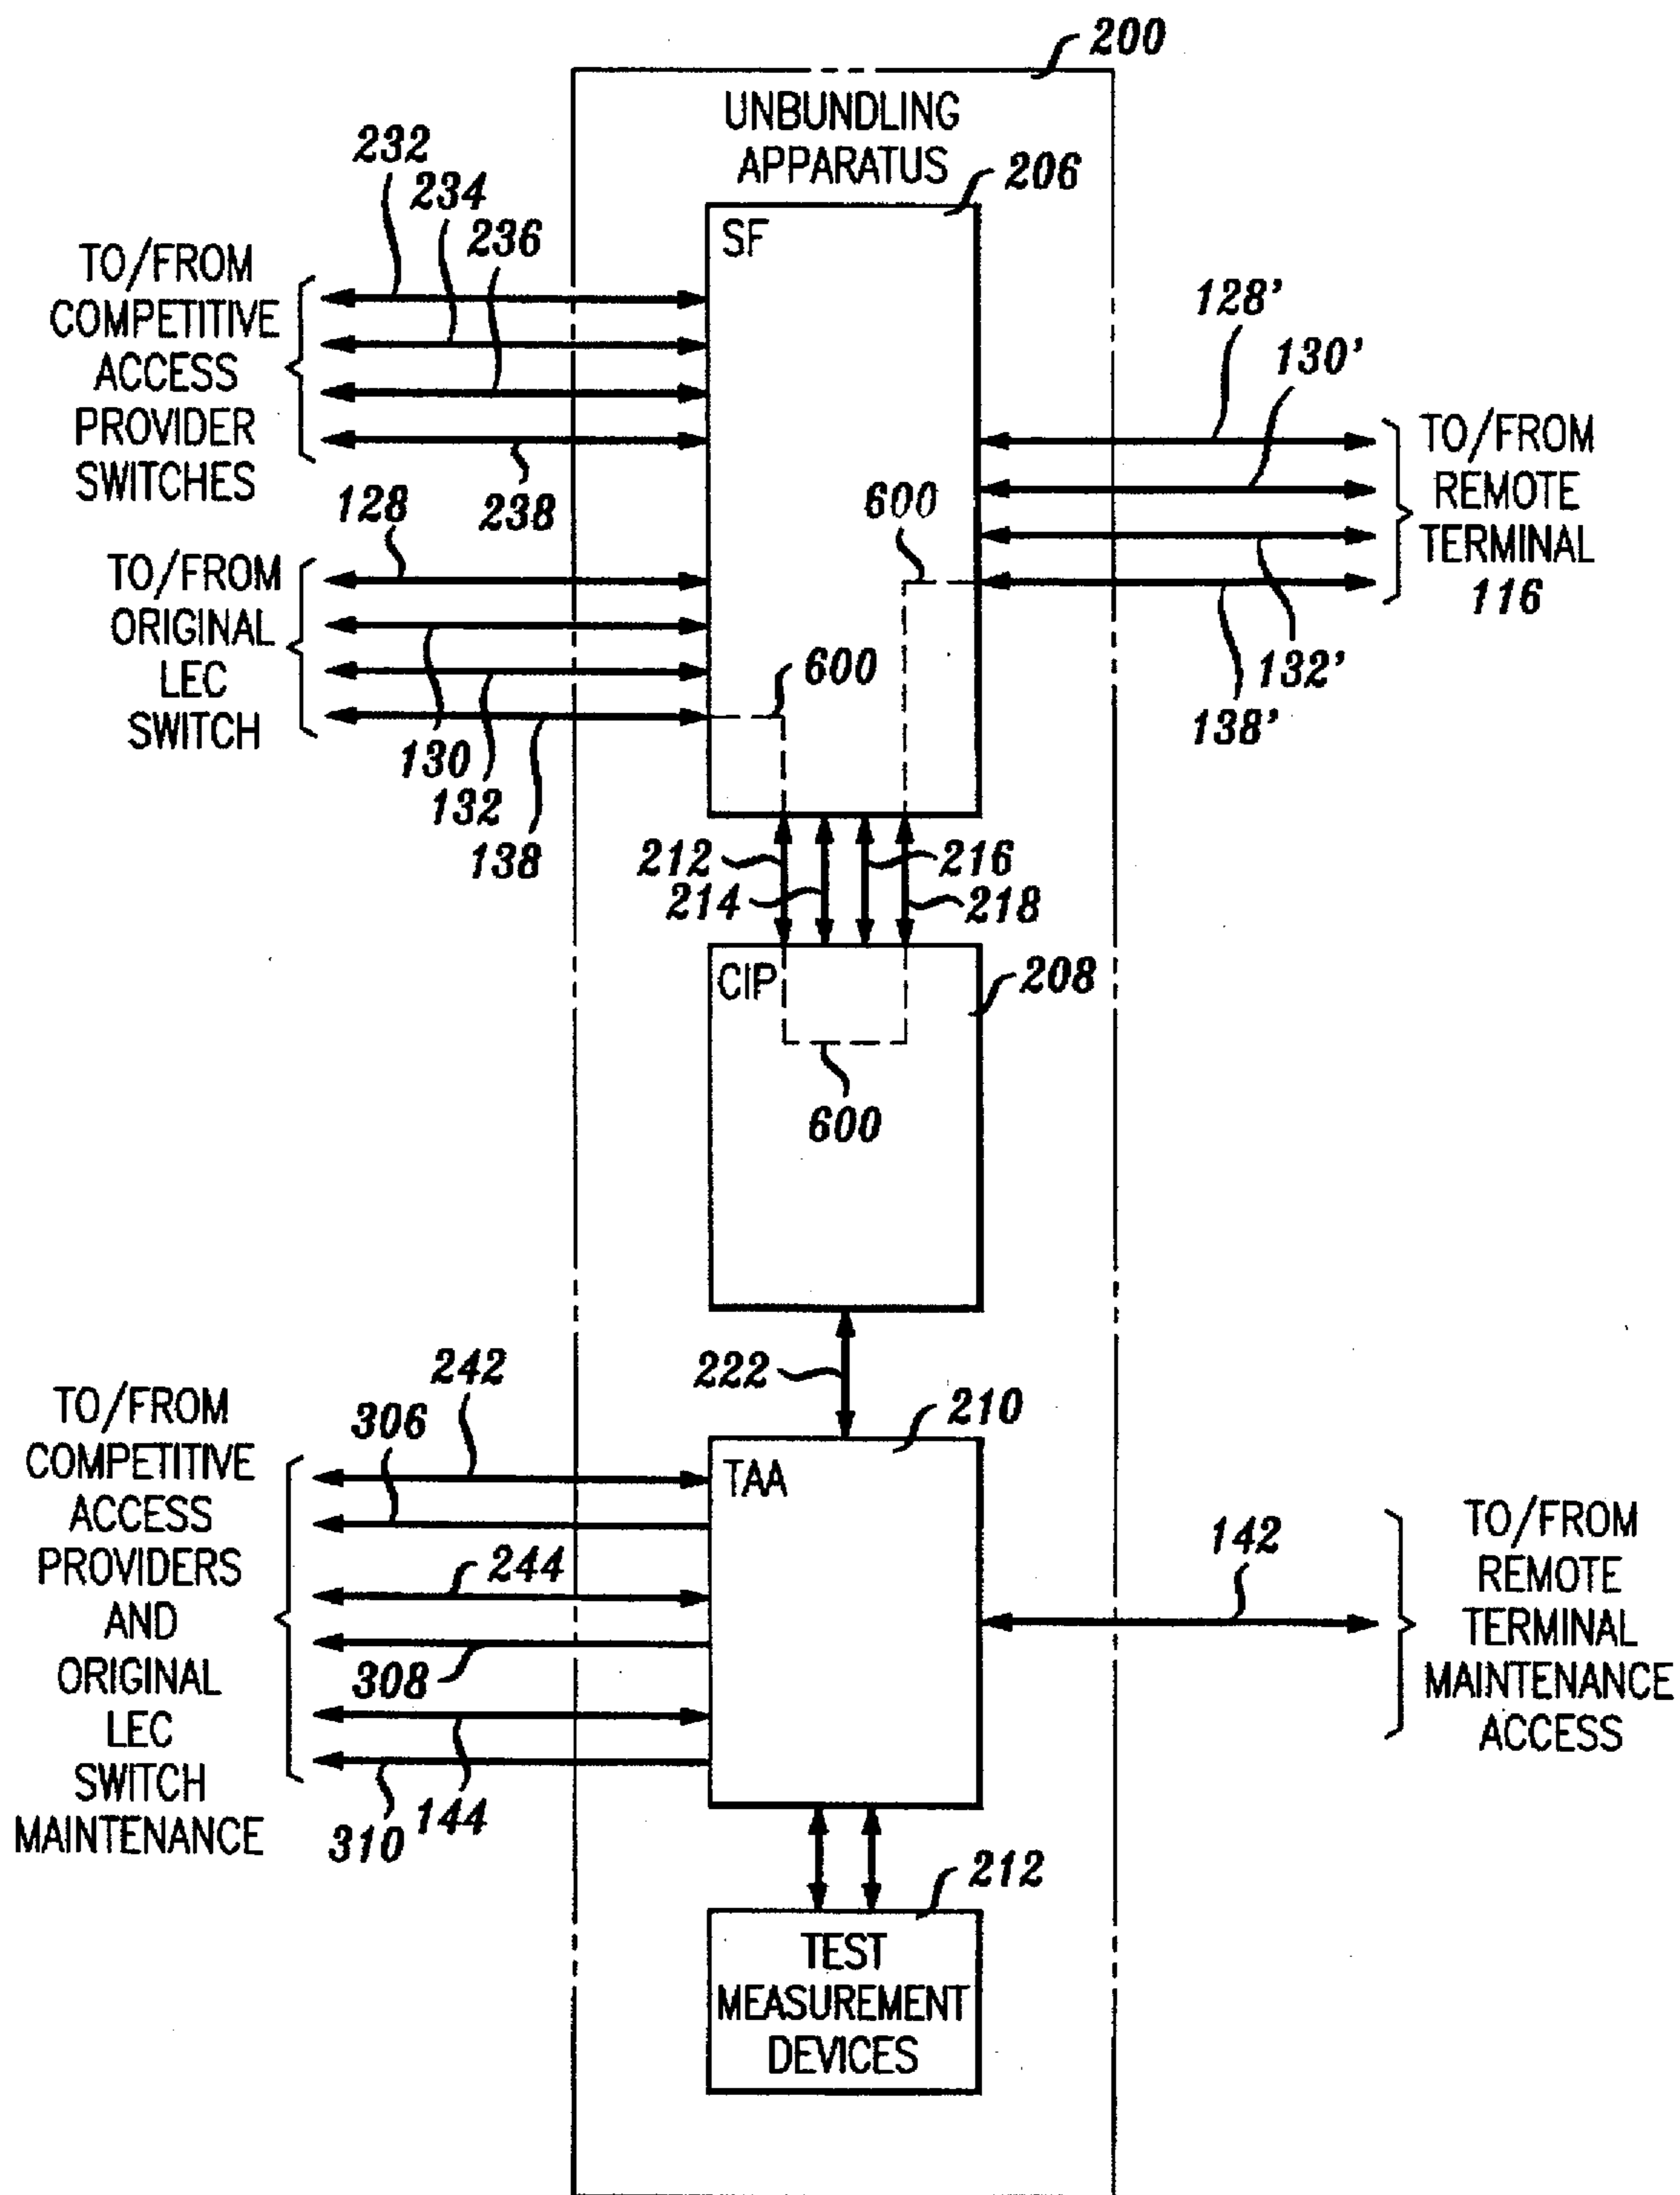 200
UNBUNDLING
APPARATUS
206
SF
232
234
236
TO/FROM
COMPETITIVE
ACCESS
PROVIDER
SWITCHES
238
128
TO/FROM
ORIGINAL
LEC
SWITCH
130
132
138
600
600
128'
130'
TO/FROM
REMOTE
TERMINAL
116
132'
138'
212
214
216
218
CIP
208
600
222
242
306
TO/FROM
COMPETITIVE
ACCESS
PROVIDERS
AND
ORIGINAL
LEC
SWITCH
MAINTENANCE
244
308
310
144
210
TAA
142
TO/FROM
REMOTE
TERMINAL
MAINTENANCE
ACCESS
212
TEST
MEASUREMENT
DEVICES